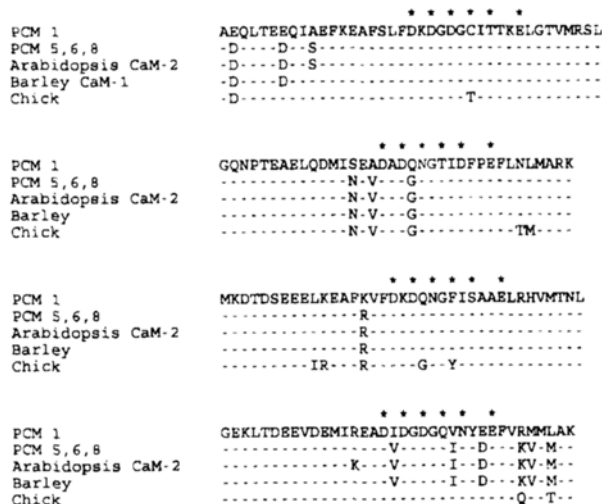 * * * * * *
PCM 1 AEQLTEEQIAEFKEAFSLFDKDGDGCITTKELGTVMRSL
PCM 5,6,8 -D----D--S-----------------------------
Arabidopsis CaM-2 -D----D--S-----------------------------
Barley CaM-1 -D----D--------------------------------
Chick -D-----------------------T-------------
* * * * * *
PCM 1 GQNPTEAELQDMISEADADQNGTIDFPEFLNLMARK
PCM 5,6,8 -------------N-V---G----------------
Arabidopsis CaM-2 -------------N-V---G----------------
Barley -------------N-V---G----------------
Chick -------------N-V---G----------TM----
* * * * * *
PCM 1 MKDTDSEEELKEAFKVFDKDQNGFISAAELRHVMTNL
PCM 5,6,8 --------------R----------------------
Arabidopsis CaM-2 --------------R----------------------
Barley --------------R----------------------
Chick ---------IR---R-----G--Y-------------
* * * * * *
PCM 1 GEKLTDEEVDEMIREADIDGDGQVNYEEFVRMMLAK
PCM 5,6,8 -----------------V-----I--D---KV-M--
Arabidopsis CaM-2 -------------K---V-----I--D---KV-M--
Barley -----------------V-----I--D---KV-M--
Chick ------------------------------Q--T--